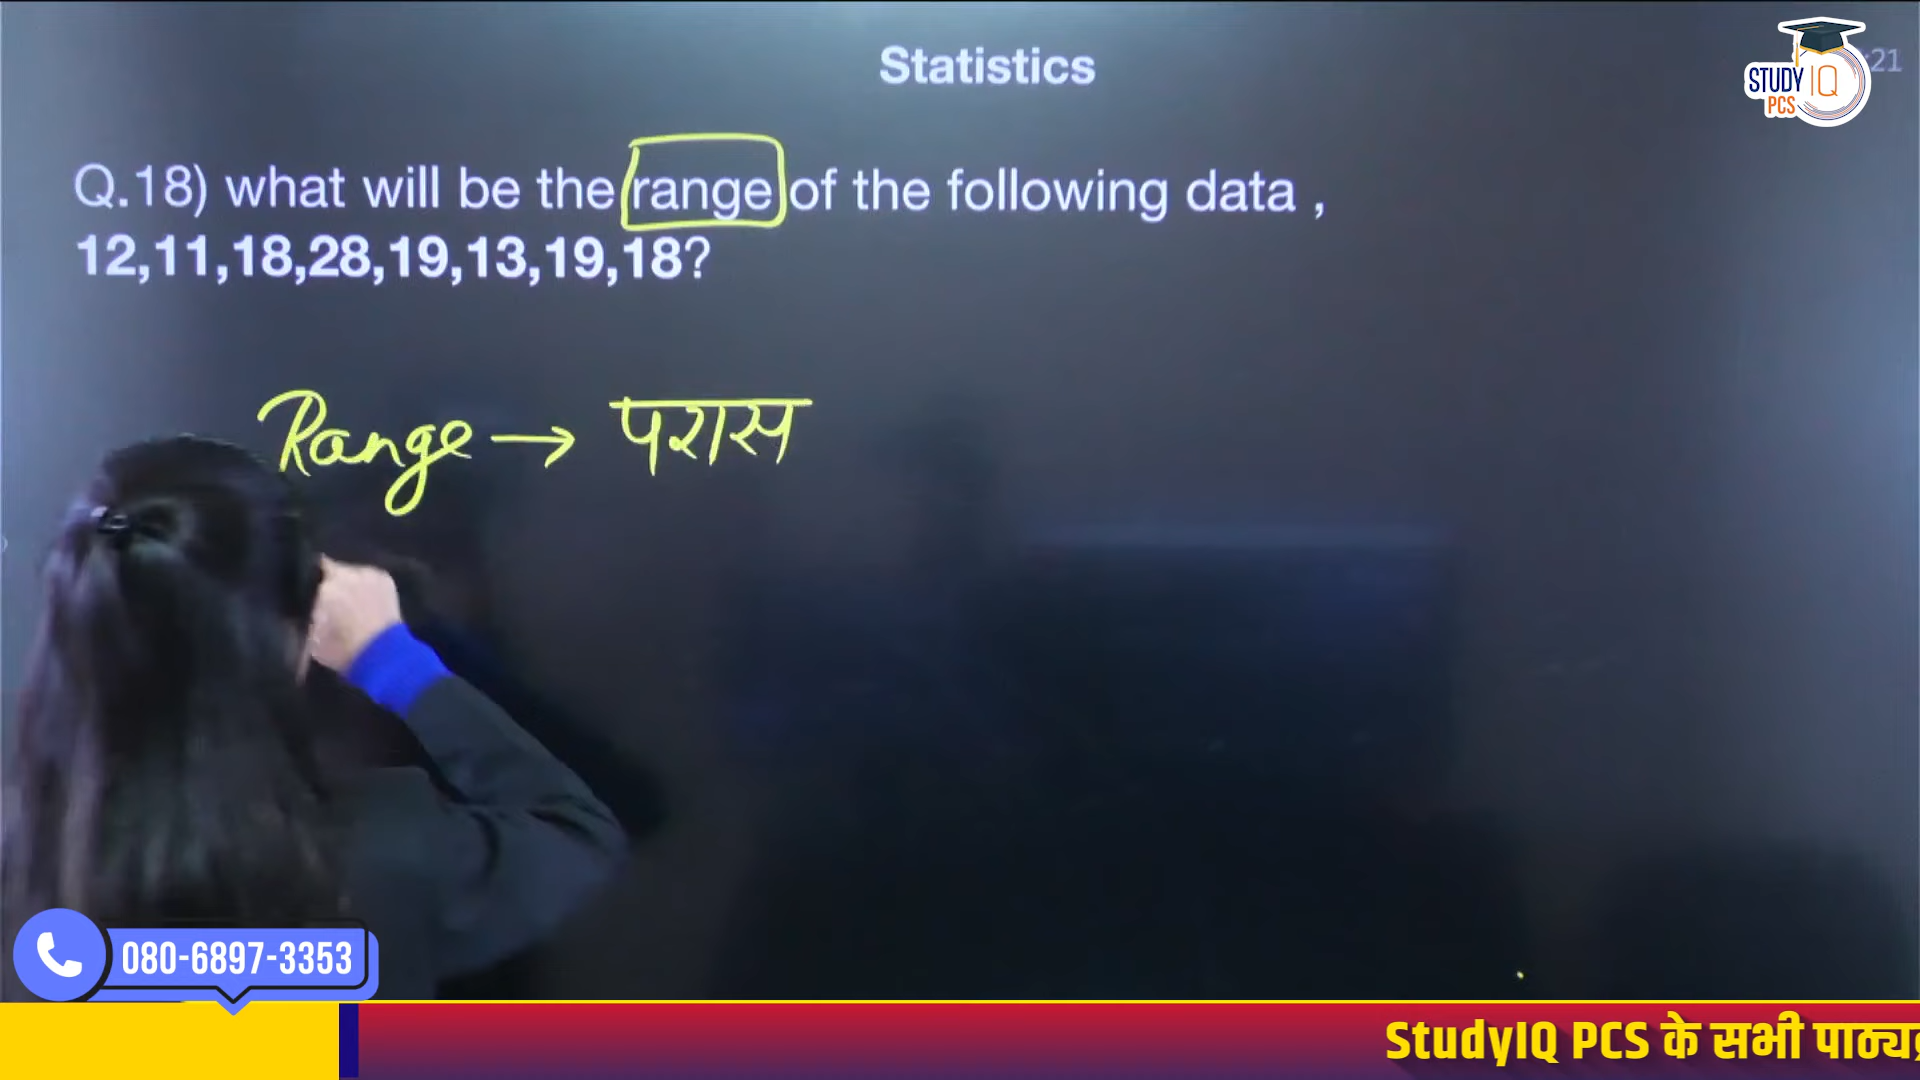 Statistics
:21
STUDY IQ
PCS
Q.18) what will be the range of the following data ,
12,11,18,28,19,13,19,18?
Range → परास
080-6897-3353
StudyIQ PCS के सभी